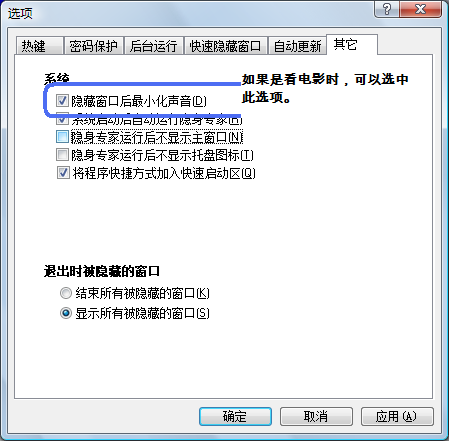 选项
热键 密码保护 后台运行 快速隐藏窗口 自动更新 其它
系统
如果是看电影时，可以选中
此选项。
隐藏窗口后最小化声音(D)
系统启动后自动运行隐身专家(R)
隐身专家运行后不显示主窗口(N)
隐身专家运行后不显示托盘图标(T)
将程序快捷方式加入快速启动区(Q)
退出时被隐藏的窗口
结束所有被隐藏的窗口(K)
显示所有被隐藏的窗口(S)
确定 取消 应用(A)